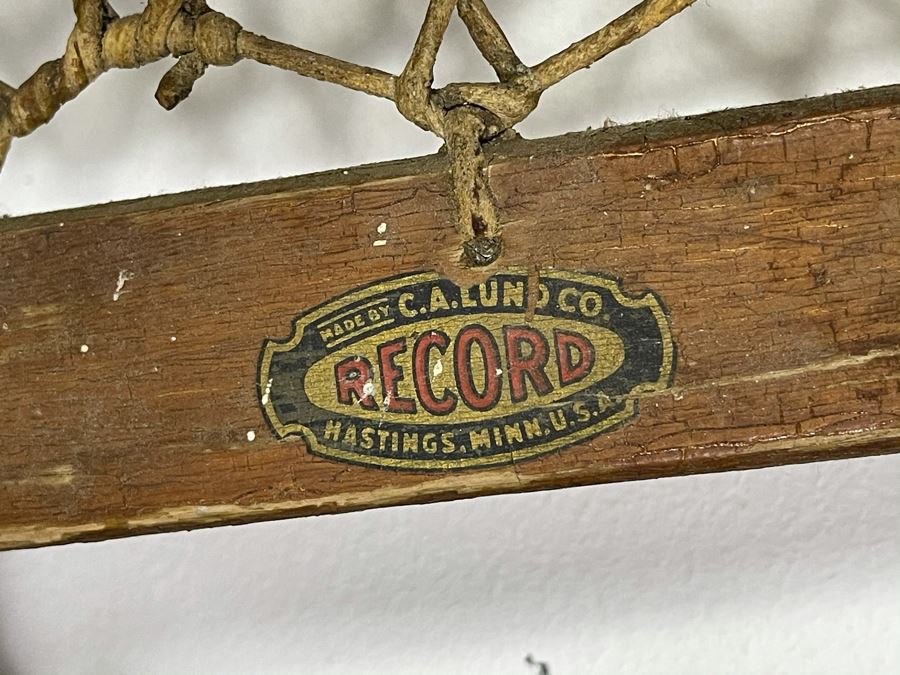 MADE BY C.A. LUND CO.
RECORD
HASTINGS, MINN. U.S.A.